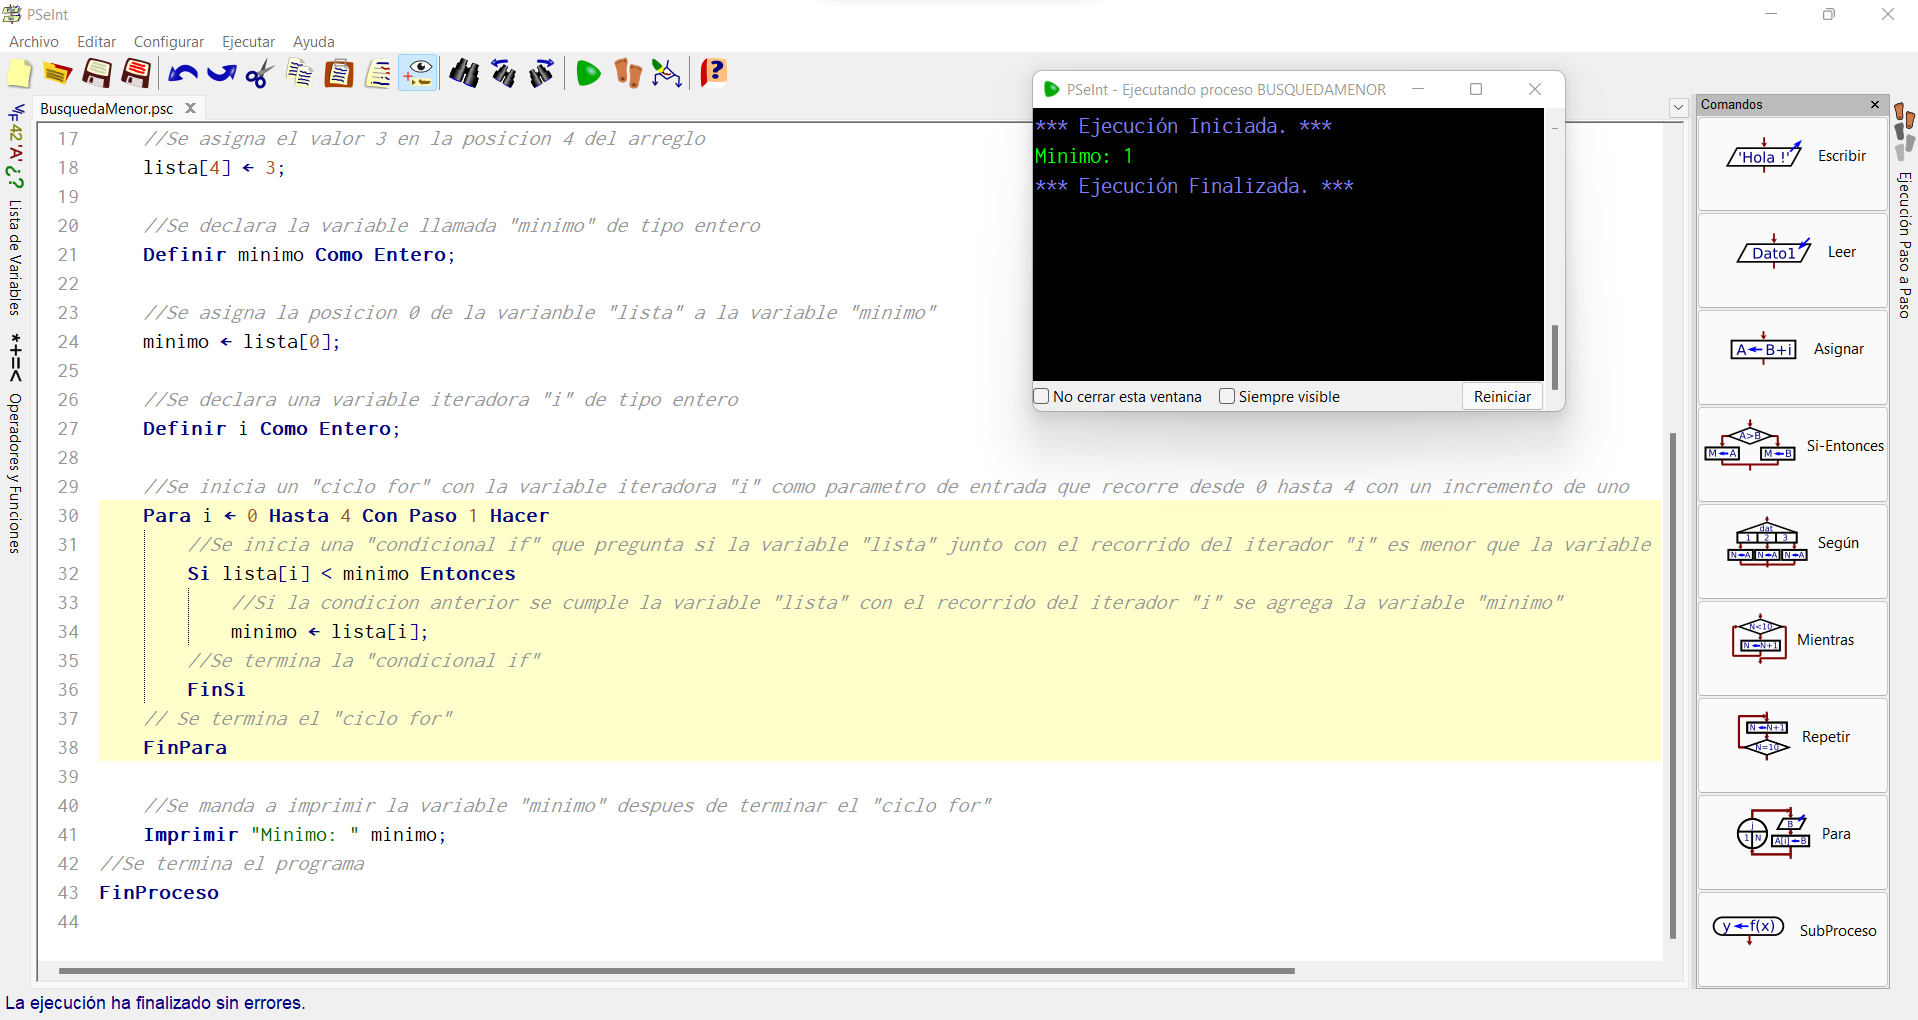 PSeInt
Archivo Editar Configurar Ejecutar Ayuda
BusquedaMenor.psc
17 //Se asigna el valor 3 en la posicion 4 del arreglo
18 lista[4] ← 3;
19
20 //Se declara la variable llamada "minimo" de tipo entero
21 Definir minimo Como Entero;
22
23 //Se asigna la posicion 0 de la varianble "lista" a la variable "minimo"
24 minimo ← lista[0];
25
26 //Se declara una variable iteradora "i" de tipo entero
27 Definir i Como Entero;
28
29 //Se inicia un "ciclo for" con la variable iteradora "i" como parametro de entrada que recorre desde 0 hasta 4 con un incremento de uno
30 Para i ← 0 Hasta 4 Con Paso 1 Hacer
31 //Se inicia una "condicional if" que pregunta si la variable "lista" junto con el recorrido del iterador "i" es menor que la variable
32 Si lista[i] < minimo Entonces
33 //Si la condicion anterior se cumple la variable "lista" con el recorrido del iterador "i" se agrega la variable "minimo"
34 minimo ← lista[i];
35 //Se termina la "condicional if"
36 FinSi
37 // Se termina el "ciclo for"
38 FinPara
39
40 //Se manda a imprimir la variable "minimo" despues de terminar el "ciclo for"
41 Imprimir "Minimo: " minimo;
42 //Se termina el programa
43 FinProceso
44
La ejecución ha finalizado sin errores.
42 'A' ¿?
Lista de Variables
*+=<
Operadores y Funciones
PSeInt - Ejecutando proceso BUSQUEDAMENOR
*** Ejecución Iniciada. ***
Minimo: 1
*** Ejecución Finalizada. ***
No cerrar esta ventana Siempre visible Reiniciar
Comandos
'Hola !' Escribir
Dato1 Leer
A←B+i Asignar
A>B M←A M←B Si-Entonces
dat 1 2 3 N←A N←A N←A Según
N<10 N←N+1 Mientras
N←N+1 N=10 Repetir
1 N B A[i]←B Para
y←f(x) SubProceso
Ejecución Paso a Paso